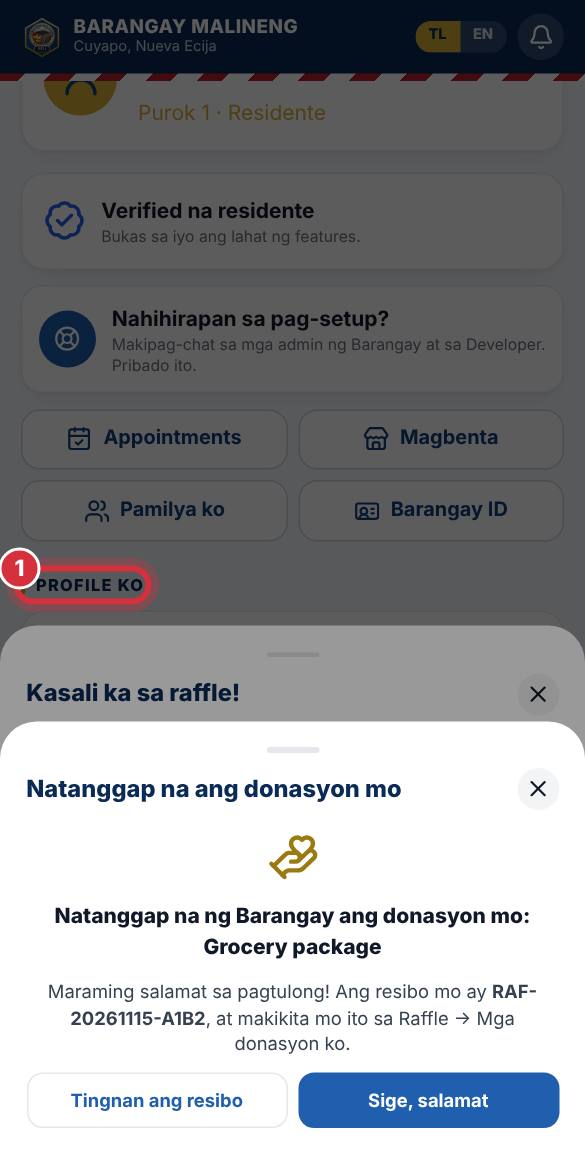 BARANGAY MALINENG
Cuyapo, Nueva Ecija
TL EN
Purok 1 · Residente
Verified na residente
Bukas sa iyo ang lahat ng features.
Nahihirapan sa pag-setup?
Makipag-chat sa mga admin ng Barangay at sa Developer.
Pribado ito.
Appointments
Magbenta
Pamilya ko
Barangay ID
1
PROFILE KO
Kasali ka sa raffle!
Natanggap na ang donasyon mo
Natanggap na ng Barangay ang donasyon mo:
Grocery package
Maraming salamat sa pagtulong! Ang resibo mo ay RAF-
20261115-A1B2, at makikita mo ito sa Raffle → Mga
donasyon ko.
Tingnan ang resibo
Sige, salamat